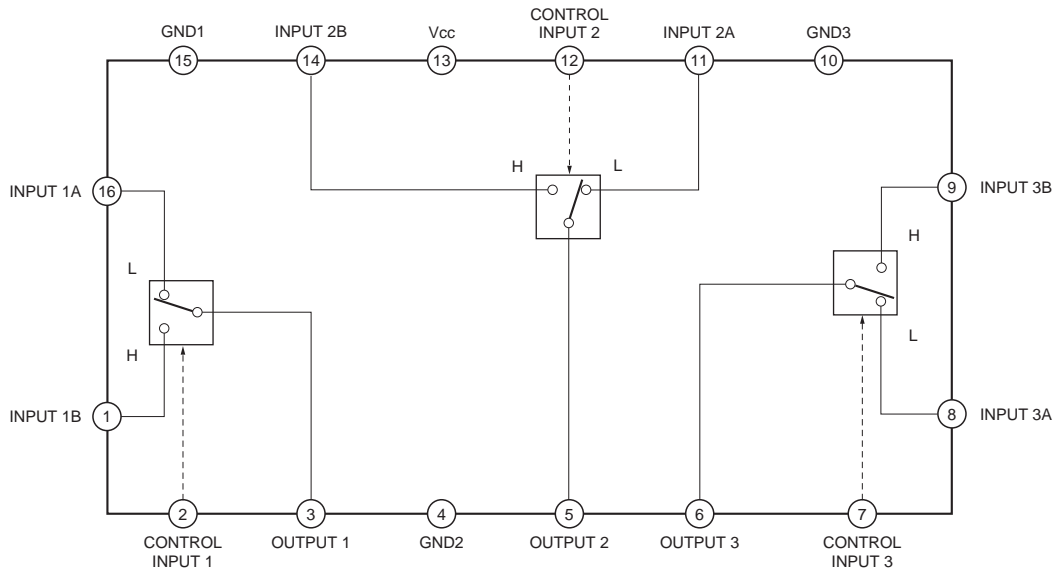 CONTROL
INPUT 2
GND1
INPUT 2B
Vcc
INPUT 2A
GND3
15
14
13
12
11
10
H
L
INPUT 1A
16
9
INPUT 3B
H
L
H
L
INPUT 1B
1
8
INPUT 3A
2
3
4
5
6
7
CONTROL
INPUT 1
OUTPUT 1
GND2
OUTPUT 2
OUTPUT 3
CONTROL
INPUT 3